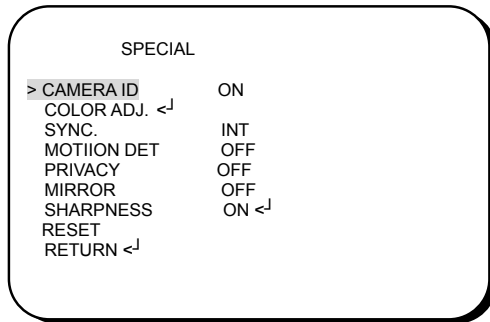 SPECIAL
> CAMERA ID ON
COLOR ADJ. <┘
SYNC. INT
MOTIION DET OFF
PRIVACY OFF
MIRROR OFF
SHARPNESS ON <┘
RESET
RETURN <┘